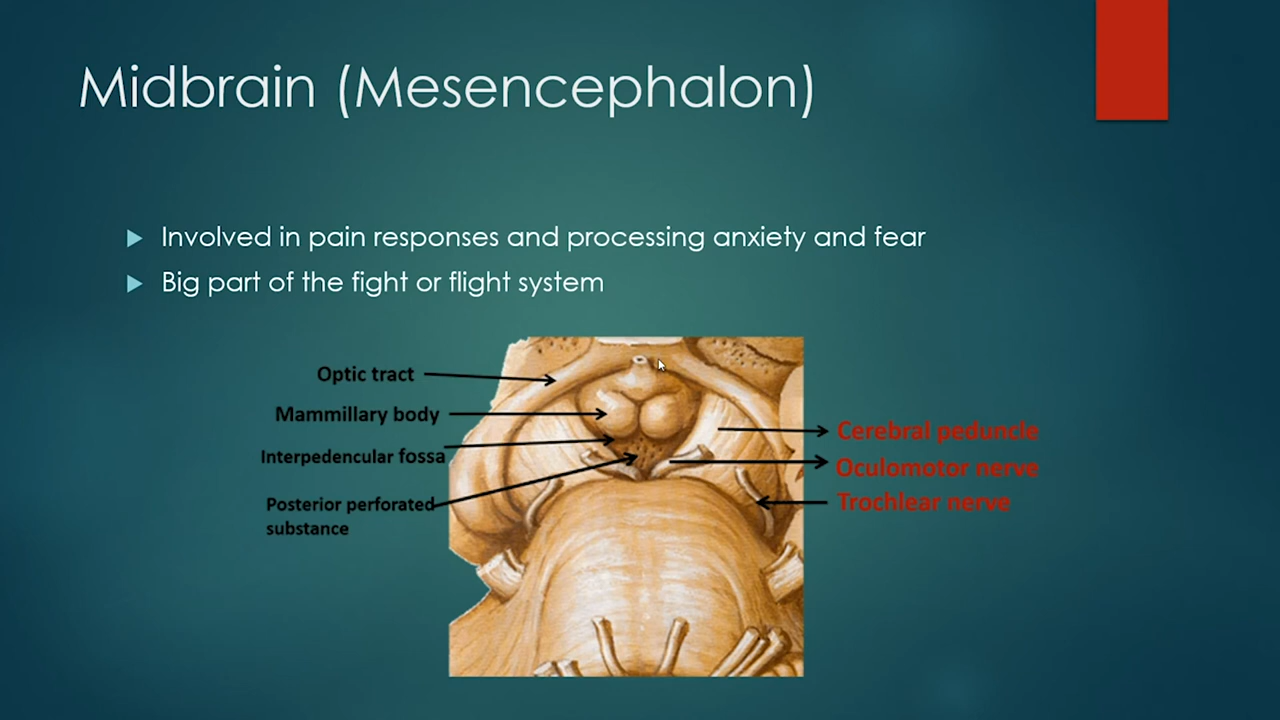 Midbrain (Mesencephalon)
Involved in pain responses and processing anxiety and fear
Big part of the fight or flight system
Optic tract
Mammillary body
Interpedencular fossa
Posterior perforated
substance
Cerebral peduncle
Oculomotor nerve
Trochlear nerve